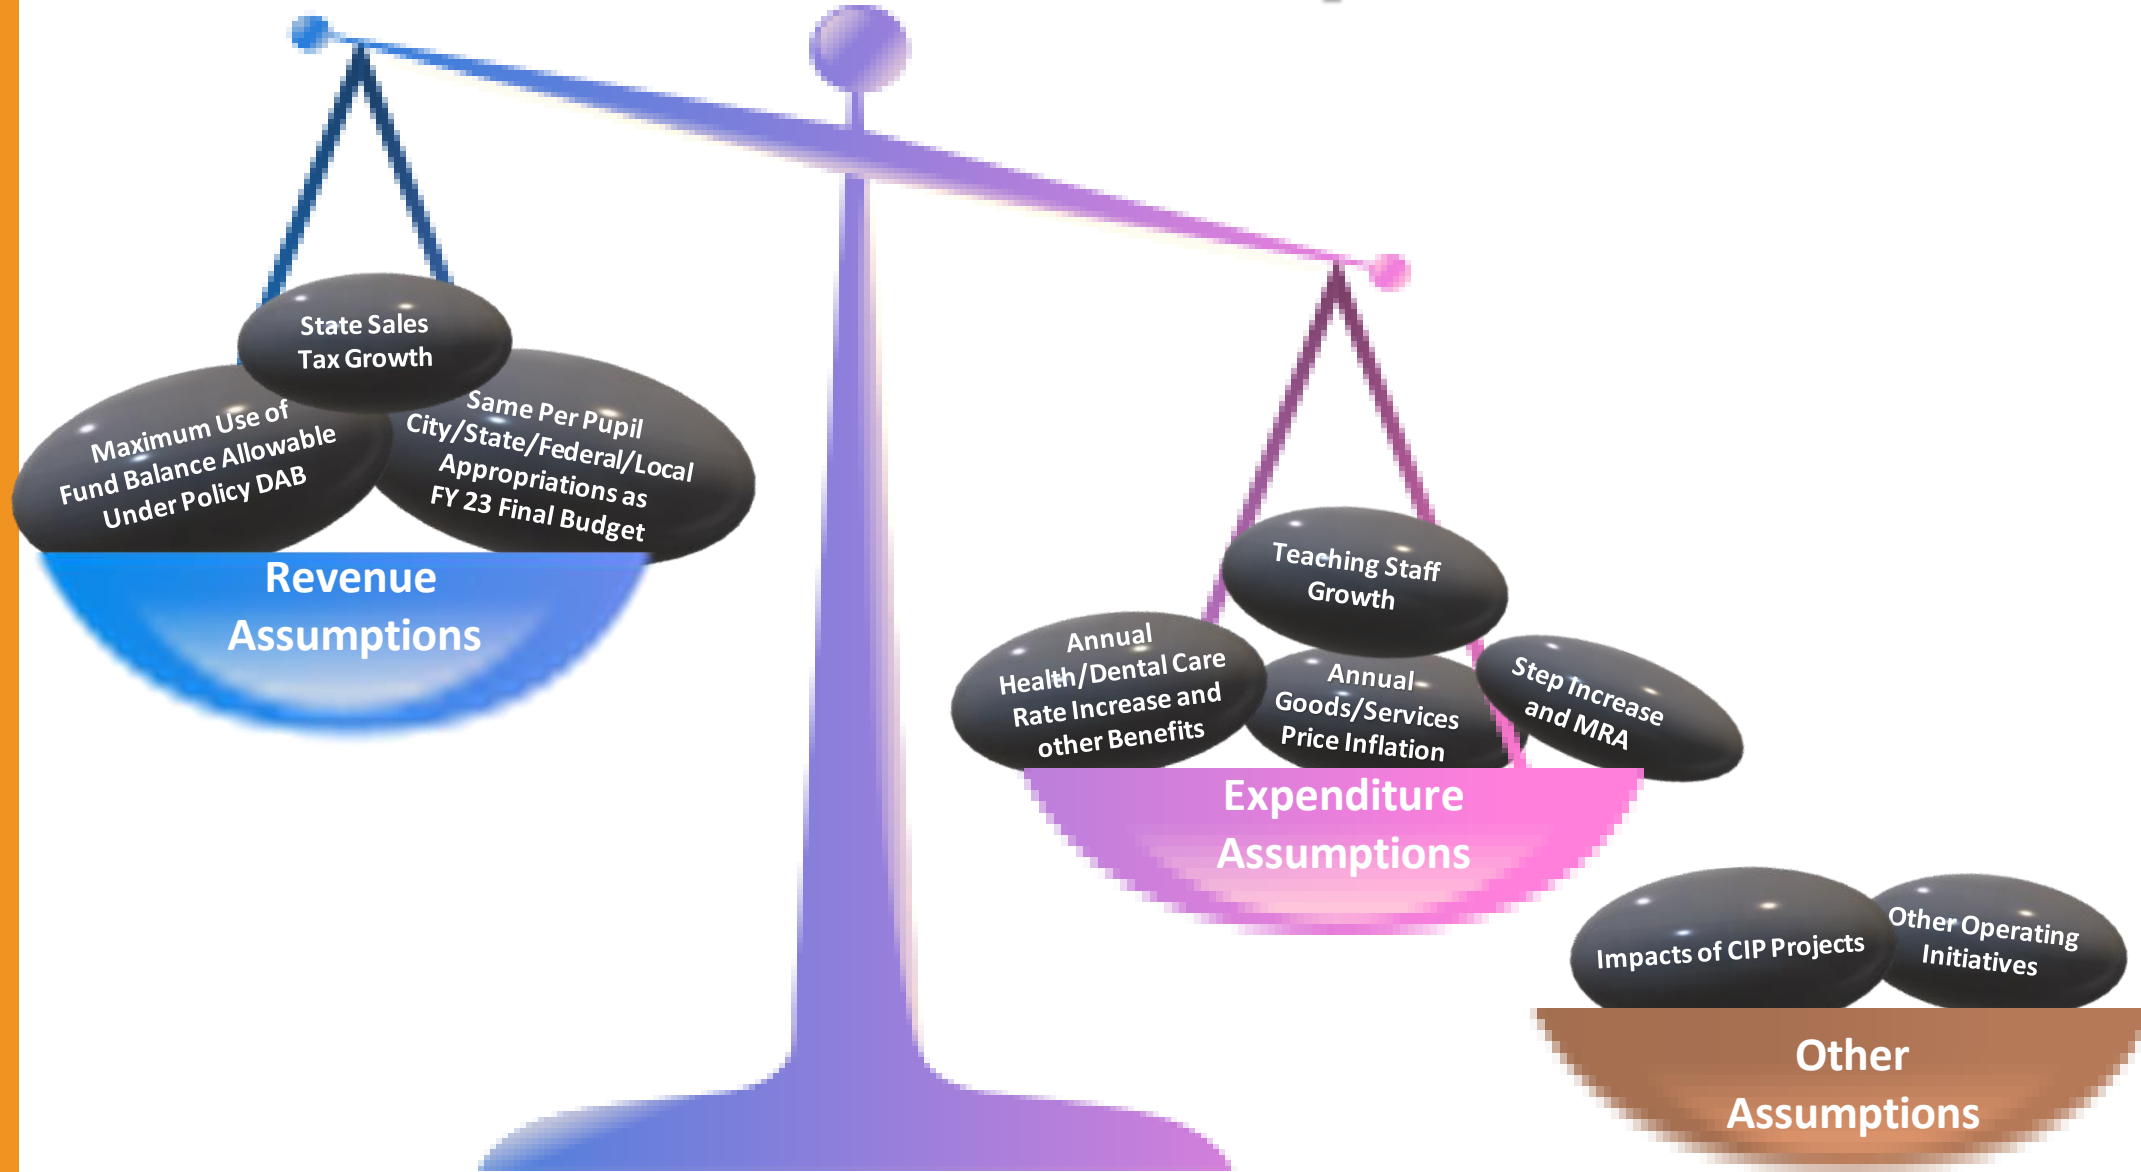 State Sales
Tax Growth
Maximum Use of
Fund Balance Allowable
Under Policy DAB
Same Per Pupil
City/State/Federal/Local
Appropriations as
FY 23 Final Budget
Revenue
Assumptions
Teaching Staff
Growth
Annual
Health/Dental Care
Rate Increase and
other Benefits
Annual
Goods/Services
Price Inflation
Step Increase
and MRA
Expenditure
Assumptions
Impacts of CIP Projects
Other Operating
Initiatives
Other
Assumptions